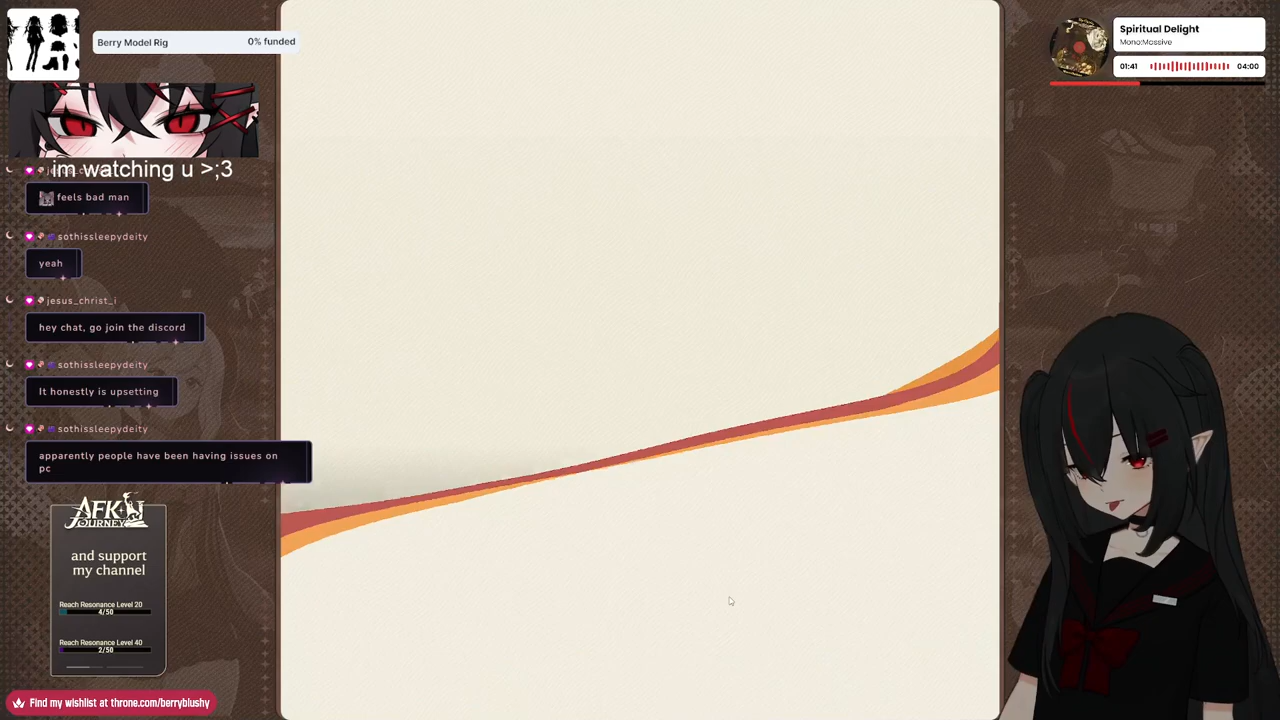 Berry Model Rig
0% funded
im watching u >;3
feels bad man
sothissleepydeity
yeah
jesus_christ_i
hey chat, go join the discord
sothissleepydeity
It honestly is upsetting
sothissleepydeity
apparently people have been having issues on
pc
AFK
JOURNEY
and support
my channel
Reach Resonance Level 20
4/50
Reach Resonance Level 40
2/50
Find my wishlist at throne.com/berryblushy
Spiritual Delight
Mono:Massive
01:41
04:00